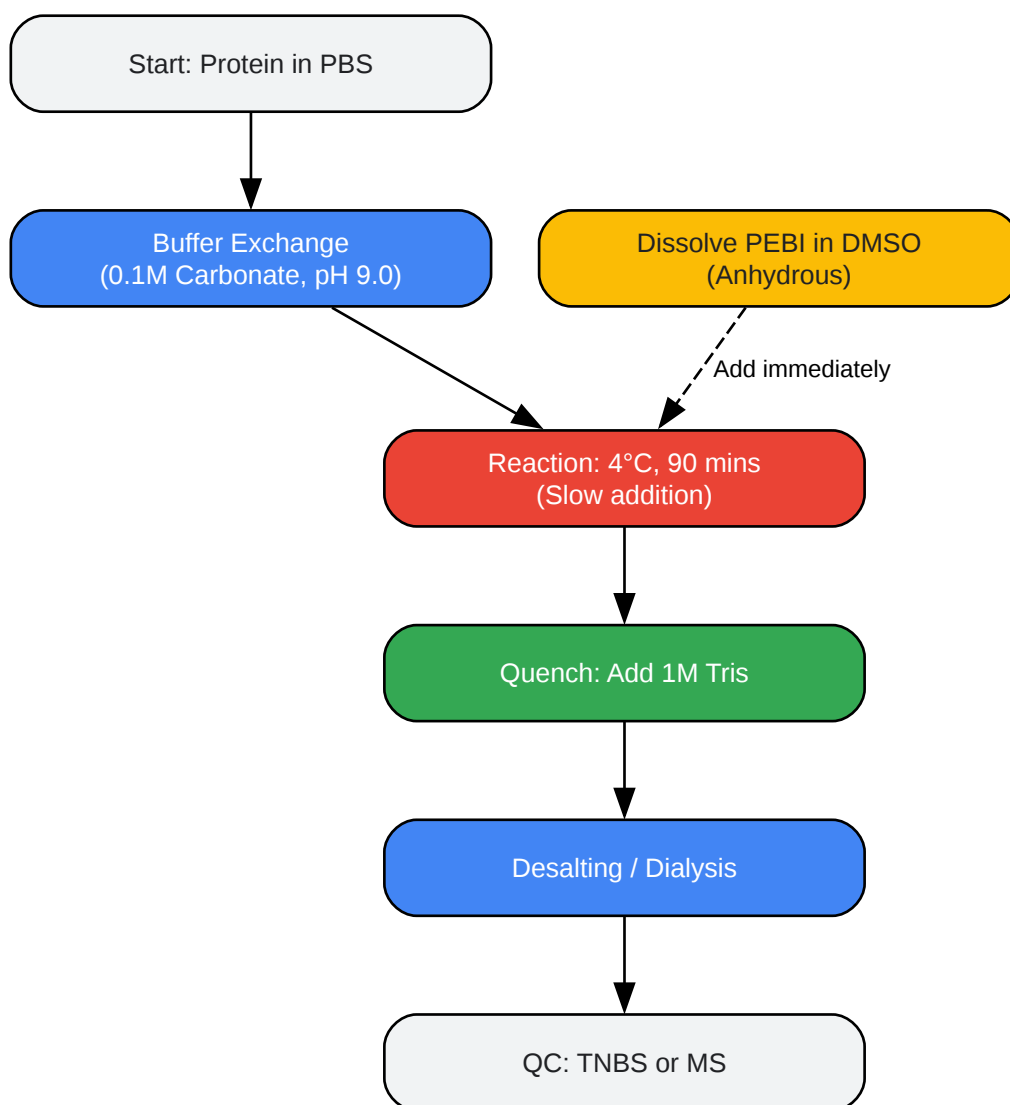 Start: Protein in PBS
Buffer Exchange
(0.1M Carbonate, pH 9.0)
Dissolve PEBI in DMSO
(Anhydrous)
Add immediately
Reaction: 4°C, 90 mins
(Slow addition)
Quench: Add 1M Tris
Desalting / Dialysis
QC: TNBS or MS